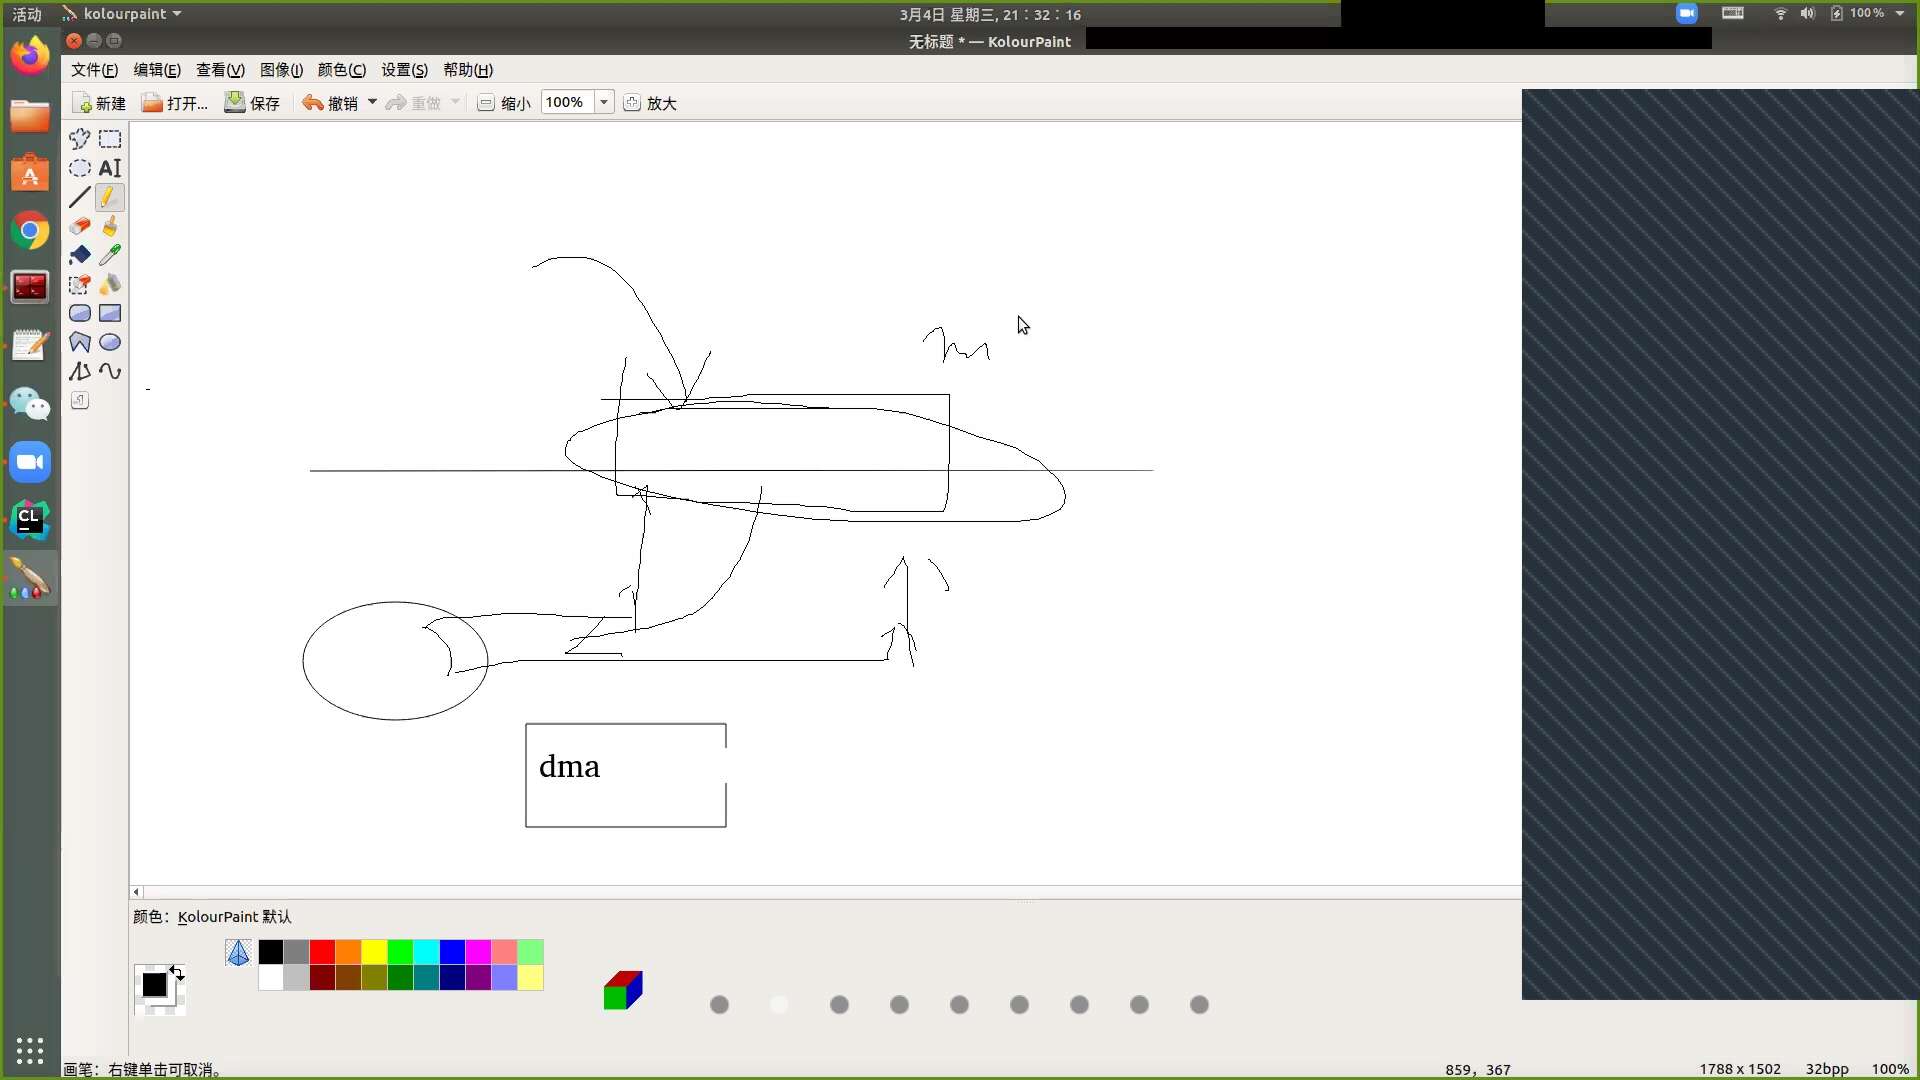 活动
kolourpaint
3月4日 星期三, 21：32：16
100%
无标题 * — KolourPaint
文件(F) 编辑(E) 查看(V) 图像(I) 颜色(C) 设置(S) 帮助(H)
新建 打开... 保存 撤销 重做 缩小 100% 放大
AI
CL
dma
颜色： KolourPaint 默认
画笔：右键单击可取消。
859，367
1788 x 1502
32bpp
100%